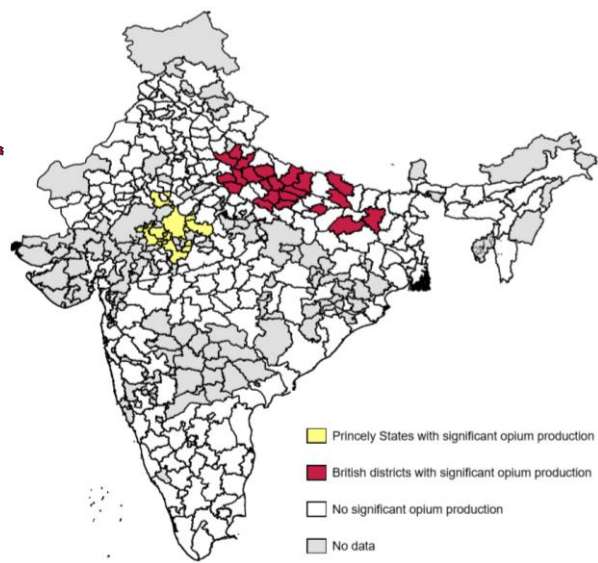 Princely States with significant opium production
British districts with significant opium production
No significant opium production
No data